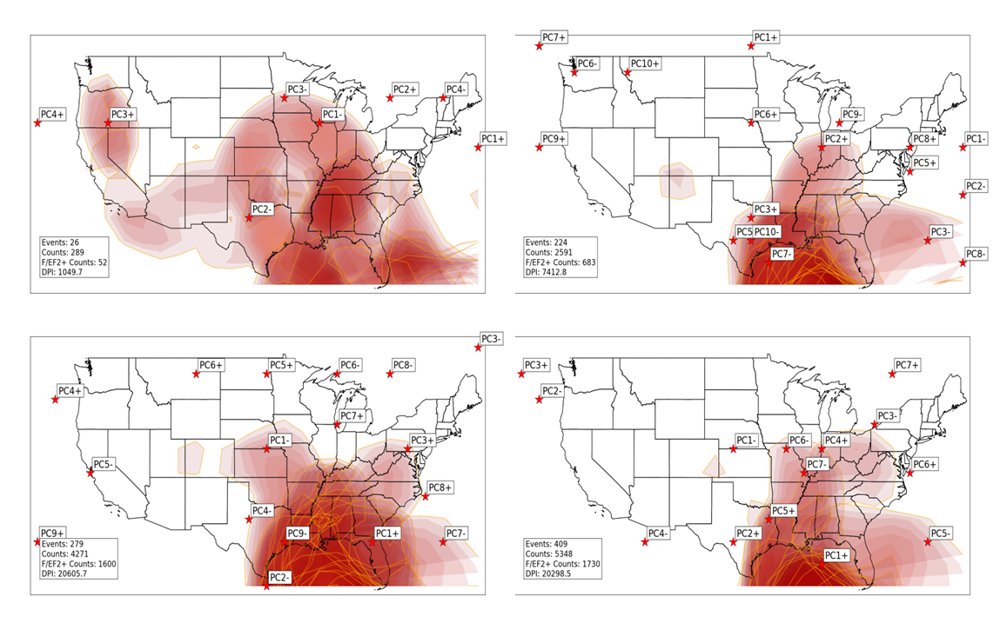 PC7+
PC1+
PC6-
PC10+
PC3-
PC2+
PC4-
PC4+
PC3+
PC1-
PC6+
PC9-
PC1+
PC9+
PC2+
PC8+
PC1-
PC5+
PC2-
PC2-
PC3+
PC5
PC10-
PC3-
PC7-
PC8-
Events: 26
Counts: 289
F/EF2+ Counts: 52
DPI: 1049.7
Events: 224
Counts: 2591
F/EF2+ Counts: 683
DPI: 7412.8
PC3-
PC6+
PC5+
PC6-
PC8-
PC3+
PC7+
PC4+
PC2-
PC7+
PC3-
PC1-
PC3+
PC1-
PC6-
PC4+
PC5-
PC7-
PC6+
PC8+
PC4-
PC5+
PC9+
PC9-
PC1+
PC7-
PC4-
PC2+
PC5-
PC1+
PC2-
Events: 279
Counts: 4271
F/EF2+ Counts: 1600
DPI: 20605.7
Events: 409
Counts: 5348
F/EF2+ Counts: 1730
DPI: 20298.5